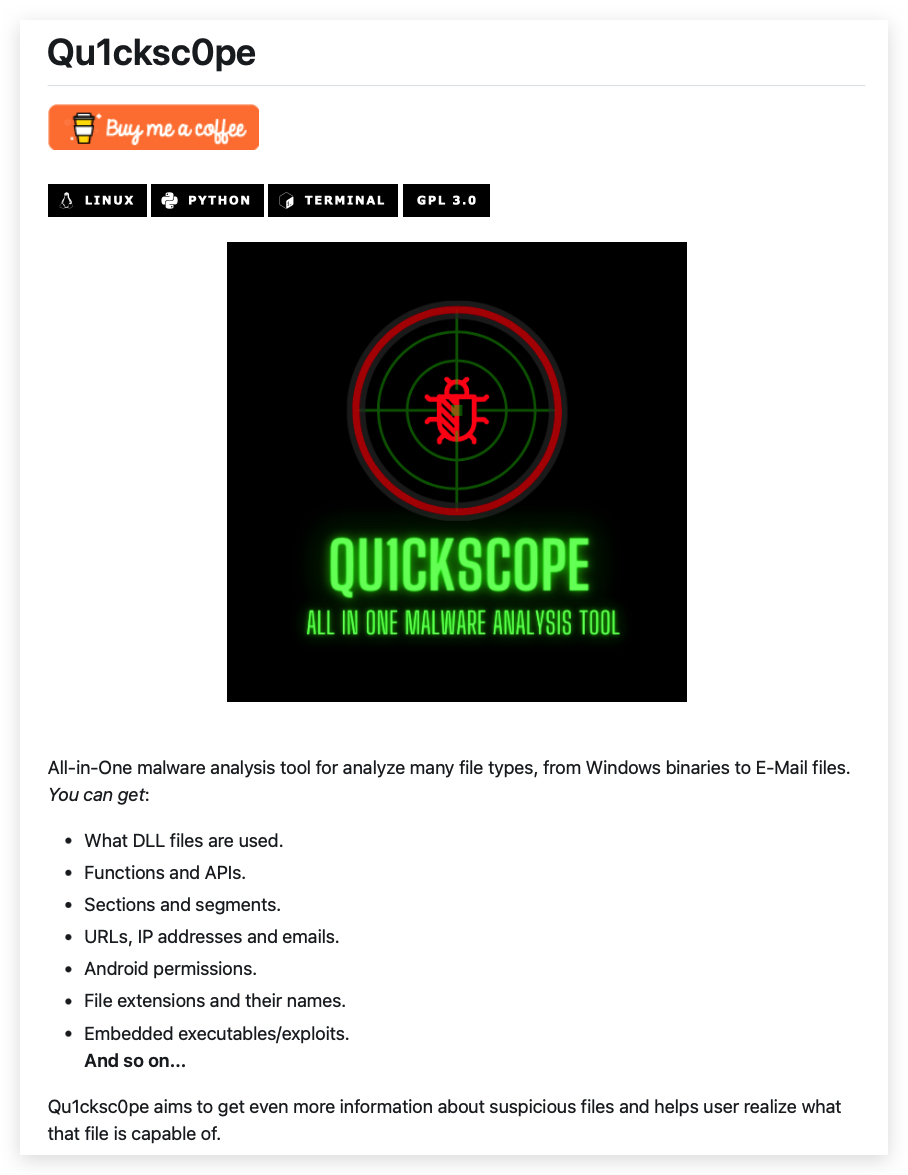 Qu1cksc0pe
Buy me a coffee
LINUX PYTHON TERMINAL GPL 3.0
QU1CKSCOPE
ALL IN ONE MALWARE ANALYSIS TOOL
All-in-One malware analysis tool for analyze many file types, from Windows binaries to E-Mail files.
You can get:
• What DLL files are used.
• Functions and APIs.
• Sections and segments.
• URLs, IP addresses and emails.
• Android permissions.
• File extensions and their names.
• Embedded executables/exploits.
And so on...
Qu1cksc0pe aims to get even more information about suspicious files and helps user realize what
that file is capable of.